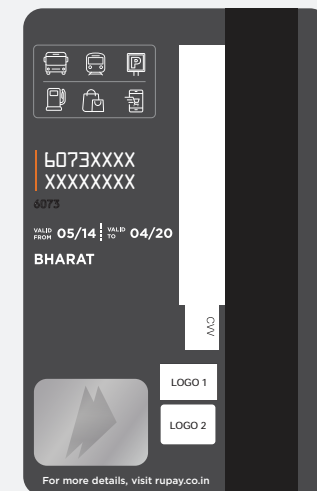 P
6073XXXX
XXXXXXXX
6073
VALID FROM 05/14 VALID TO 04/20
BHARAT
CVV
LOGO 1
LOGO 2
For more details, visit rupay.co.in